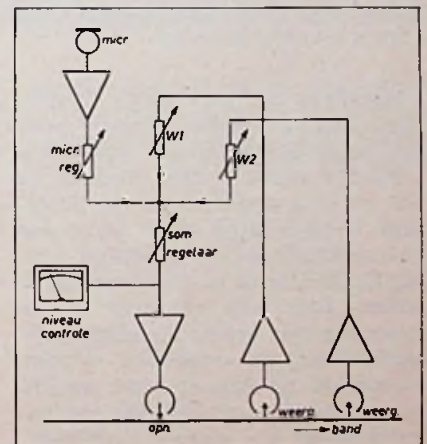 micr.
W1
micr.
reg.
W2
som
regelaar
niveau
controle
weerg.
weerg.
opn.
band